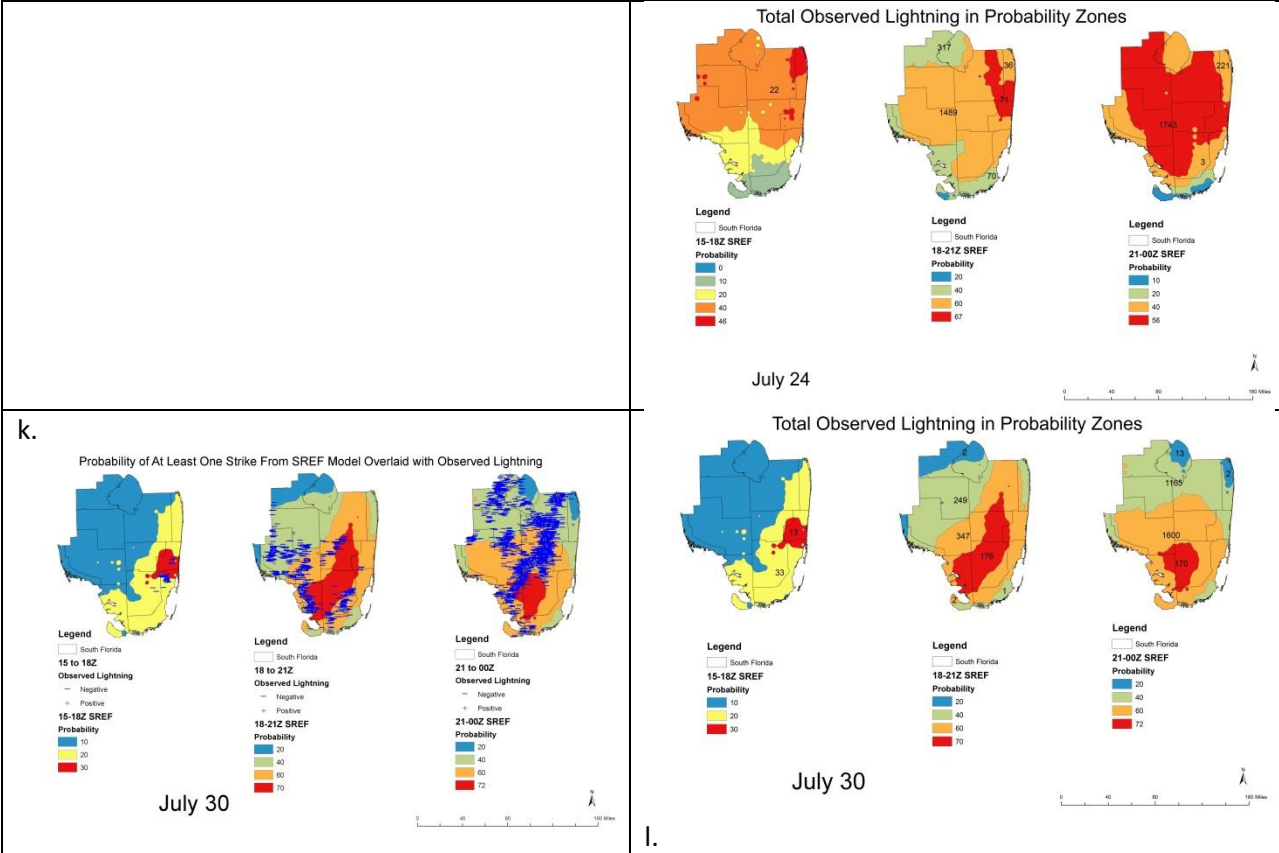 Total Observed Lightning in Probability Zones
317
36
221
22
71
1489
1743
3
70
Legend
South Florida
15-18Z SREF
Probability
0
10
20
40
46
Legend
South Florida
18-21Z SREF
Probability
20
40
60
67
Legend
South Florida
21-00Z SREF
Probability
10
20
40
56
July 24
N
0 40 80 160 Miles
k.
Probability of At Least One Strike From SREF Model Overlaid with Observed Lightning
Legend
South Florida
15 to 18Z
Observed Lightning
Negative
Positive
15-18Z SREF
Probability
10
20
30
Legend
South Florida
18 to 21Z
Observed Lightning
Negative
Positive
18-21Z SREF
Probability
20
40
60
70
Legend
South Florida
21 to 00Z
Observed Lightning
Negative
Positive
21-00Z SREF
Probability
20
40
60
72
July 30
N
Total Observed Lightning in Probability Zones
2
13
2
249
1165
13
347
1600
176
33
170
2
1
Legend
South Florida
15-18Z SREF
Probability
10
20
30
Legend
South Florida
18-21Z SREF
Probability
20
40
60
70
Legend
South Florida
21-00Z SREF
Probability
20
40
60
72
July 30
N
l.